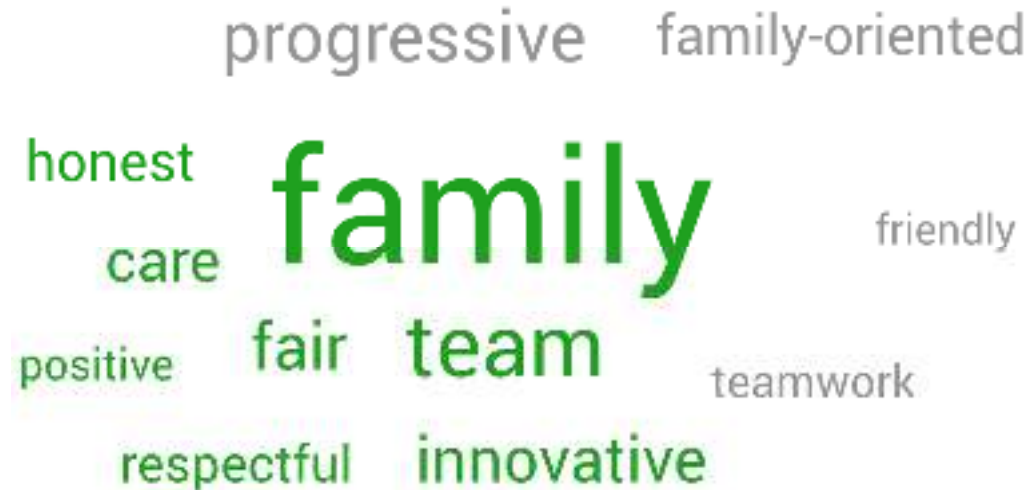 progressive family-oriented
honest family
friendly
care
fair team
positive teamwork
respectful innovative